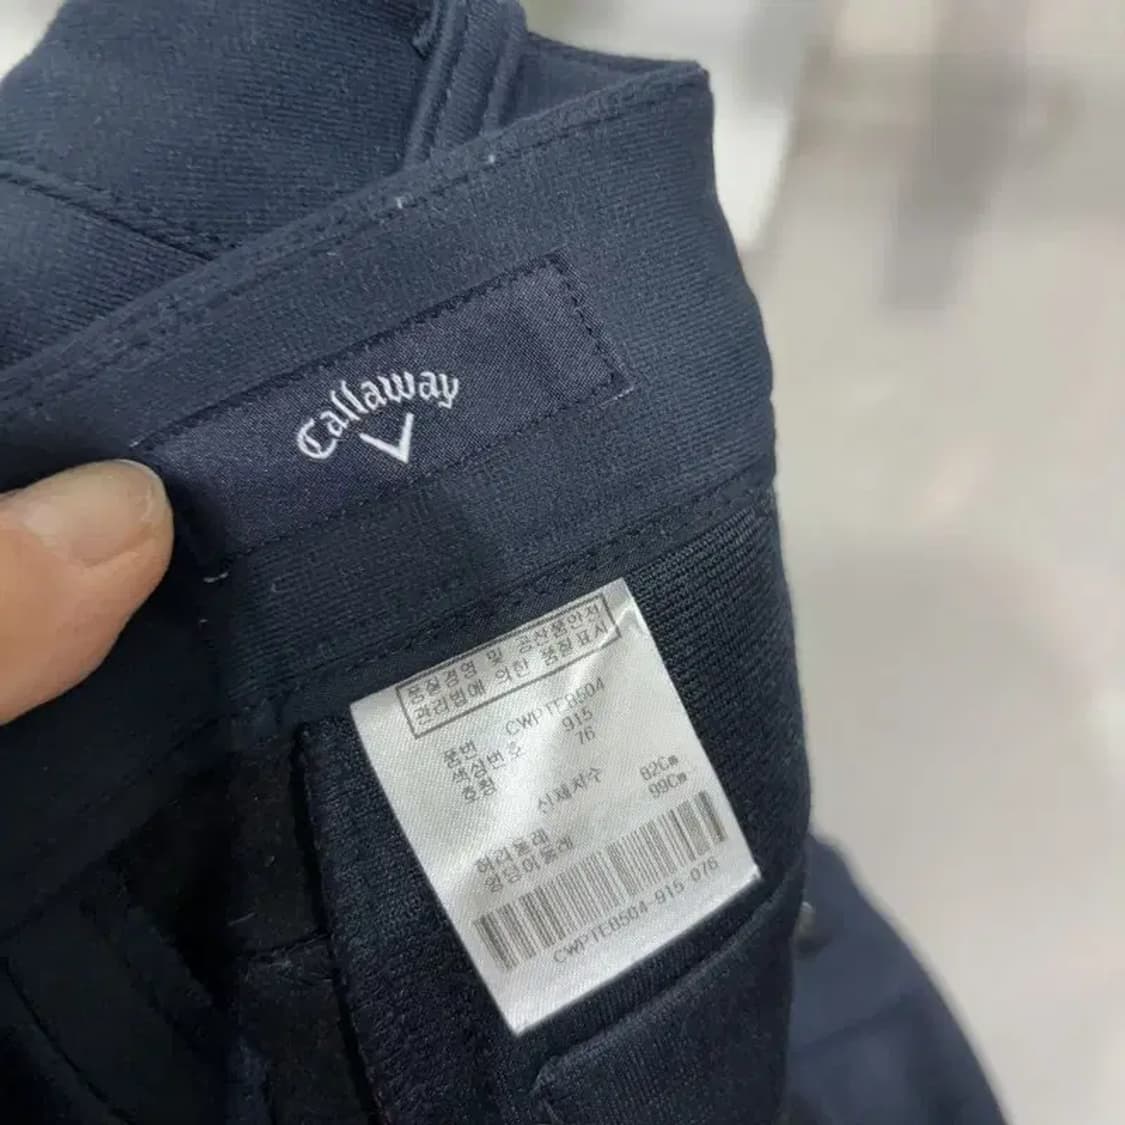 Callaway
품질경영 및 공산품안전
관리법에 의한 품질표시
품번 CWPTEB504
색상번호 915
호칭 76
신체치수
허리둘레 82Cm
엉덩이둘레 99Cm
CWPTEB504-915-076